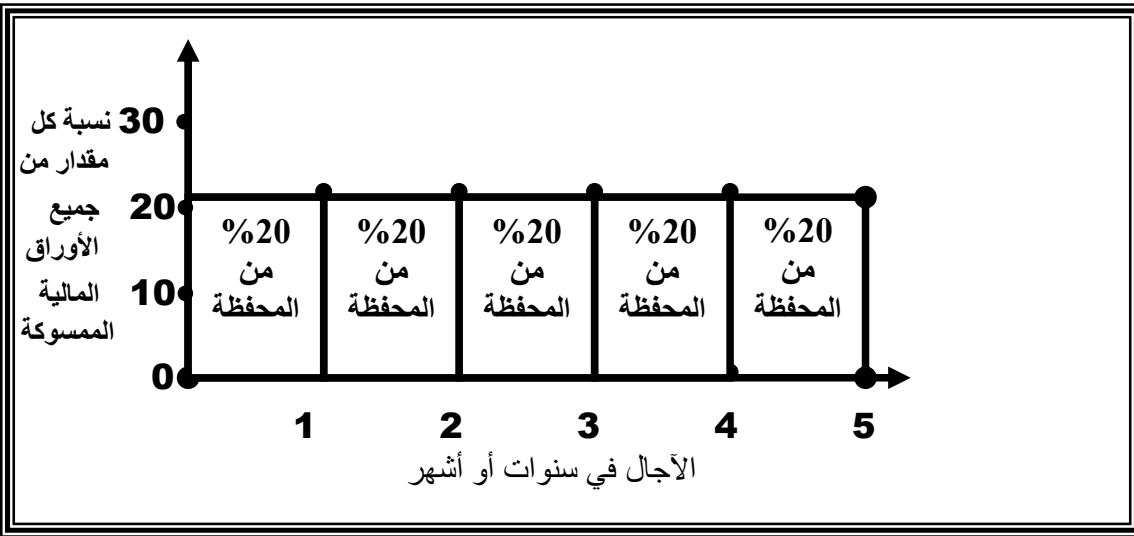 نسبة كل
مقدار من
جميع
الأوراق
المالية
الممسوكة
30
20
10
0
%20
من
المحفظة
%20
من
المحفظة
%20
من
المحفظة
%20
من
المحفظة
%20
من
المحفظة
1 2 3 4 5
الآجال في سنوات أو أشهر